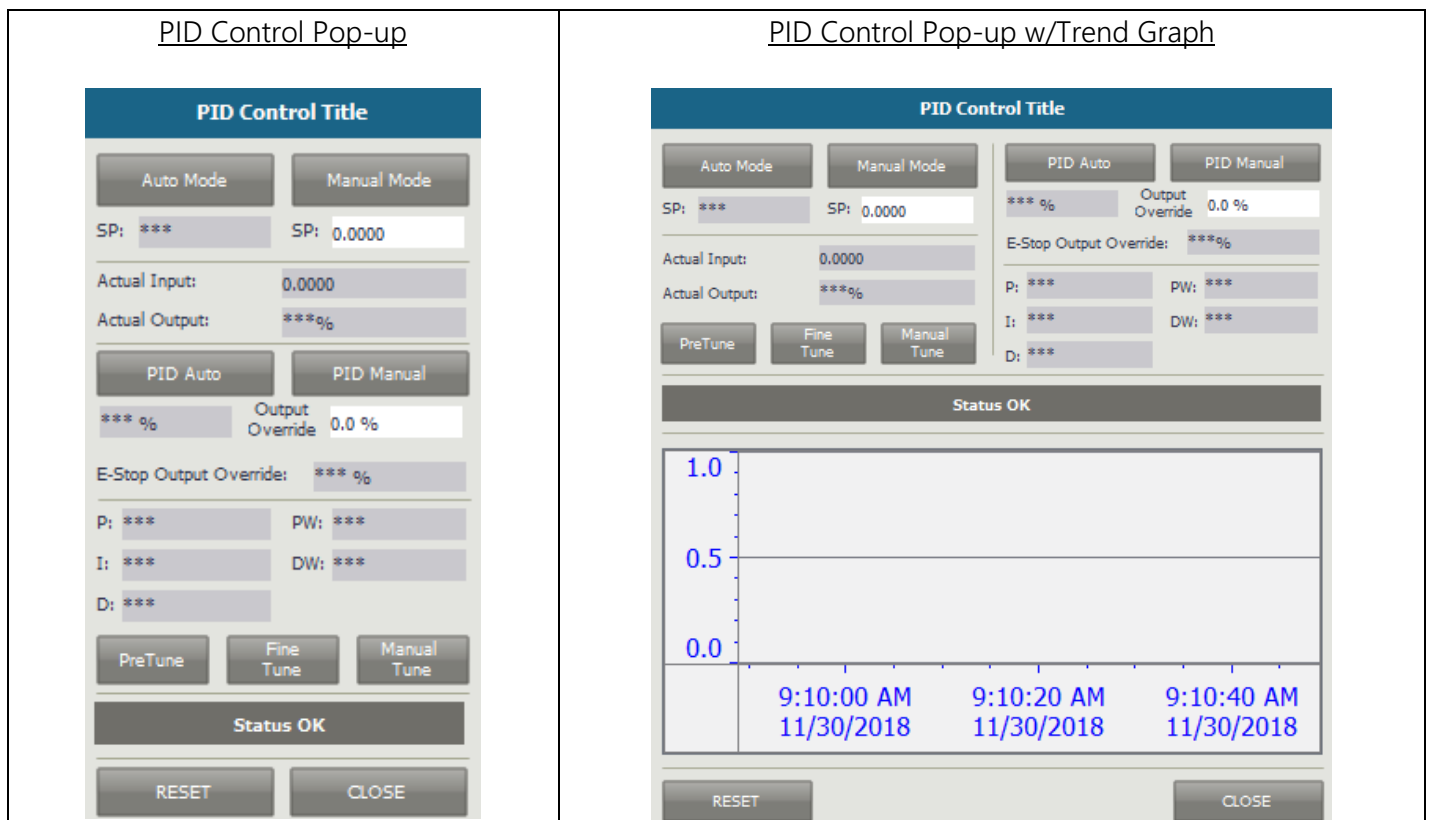 PID Control Pop-up
PID Control Title
Auto Mode Manual Mode
SP: *** SP: 0.0000
Actual Input: 0.0000
Actual Output: ***%
PID Auto PID Manual
*** % Output Override 0.0 %
E-Stop Output Override: *** %
P: *** PW: ***
I: *** DW: ***
D: ***
PreTune Fine Tune Manual Tune
Status OK
RESET CLOSE
PID Control Pop-up w/Trend Graph
PID Control Title
Auto Mode Manual Mode
SP: *** SP: 0.0000
Actual Input: 0.0000
Actual Output: ***%
PreTune Fine Tune Manual Tune
PID Auto PID Manual
*** % Output Override 0.0 %
E-Stop Output Override: ***%
P: *** PW: ***
I: *** DW: ***
D: ***
Status OK
1.0
0.5
0.0
9:10:00 AM 9:10:20 AM 9:10:40 AM
11/30/2018 11/30/2018 11/30/2018
RESET CLOSE